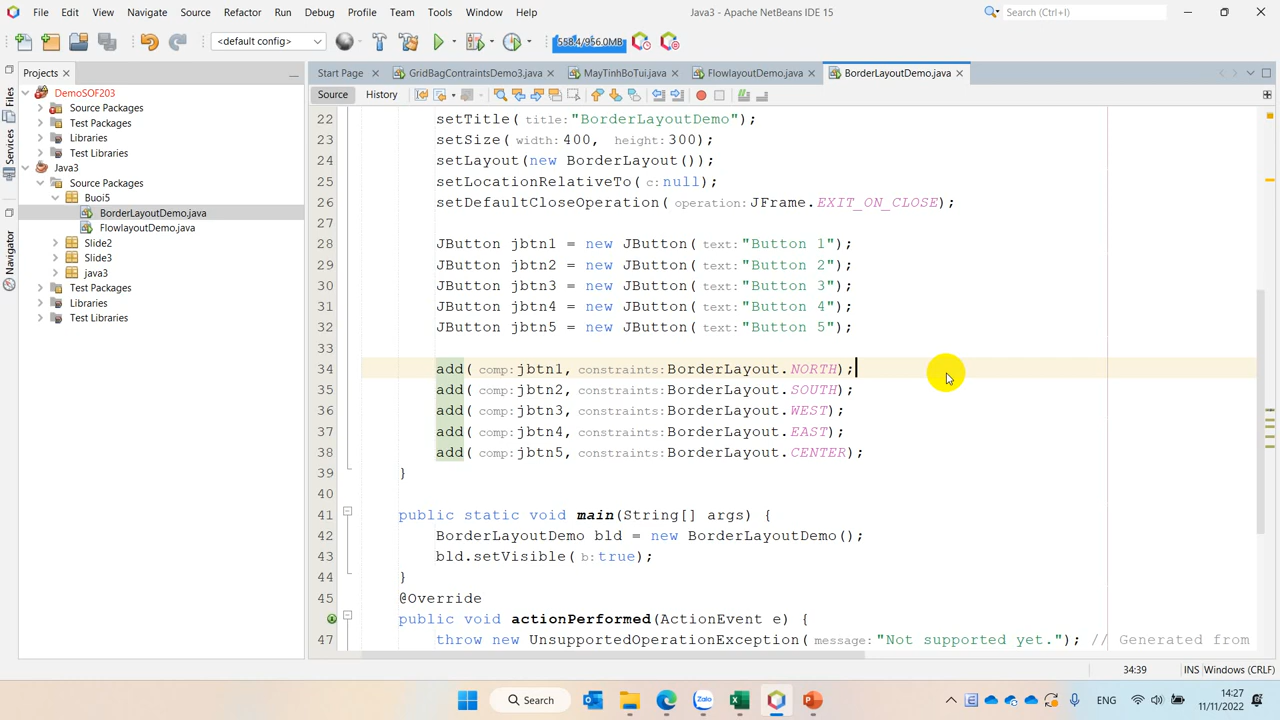 File Edit View Navigate Source Refactor Run Debug Profile Team Tools Window Help Java3 - Apache NetBeans IDE 15 Search (Ctrl+I)
<default config> 558.4/956.0MB
Projects
Start Page GridBagContraintsDemo3.java MayTinhBoTui.java FlowlayoutDemo.java BorderLayoutDemo.java
Files
Services
Navigator
DemoSOF203
Source Packages
Test Packages
Libraries
Test Libraries
Java3
Source Packages
Buoi5
BorderLayoutDemo.java
FlowlayoutDemo.java
Slide2
Slide3
java3
Test Packages
Libraries
Test Libraries
Source History
22 setTitle( title: "BorderLayoutDemo");
23 setSize( width: 400, height: 300);
24 setLayout(new BorderLayout());
25 setLocationRelativeTo( c: null);
26 setDefaultCloseOperation( operation: JFrame.EXIT_ON_CLOSE);
27
28 JButton jbtn1 = new JButton( text: "Button 1");
29 JButton jbtn2 = new JButton( text: "Button 2");
30 JButton jbtn3 = new JButton( text: "Button 3");
31 JButton jbtn4 = new JButton( text: "Button 4");
32 JButton jbtn5 = new JButton( text: "Button 5");
33
34 add( comp: jbtn1, constraints: BorderLayout.NORTH);
35 add( comp: jbtn2, constraints: BorderLayout.SOUTH);
36 add( comp: jbtn3, constraints: BorderLayout.WEST);
37 add( comp: jbtn4, constraints: BorderLayout.EAST);
38 add( comp: jbtn5, constraints: BorderLayout.CENTER);
39 }
40
41 public static void main(String[] args) {
42 BorderLayoutDemo bld = new BorderLayoutDemo();
43 bld.setVisible( b: true);
44 }
45 @Override
public void actionPerformed(ActionEvent e) {
47 throw new UnsupportedOperationException( message: "Not supported yet."); // Generated from
34:39 INS Windows (CRLF)
Search Zalo ENG 14:27
11/11/2022